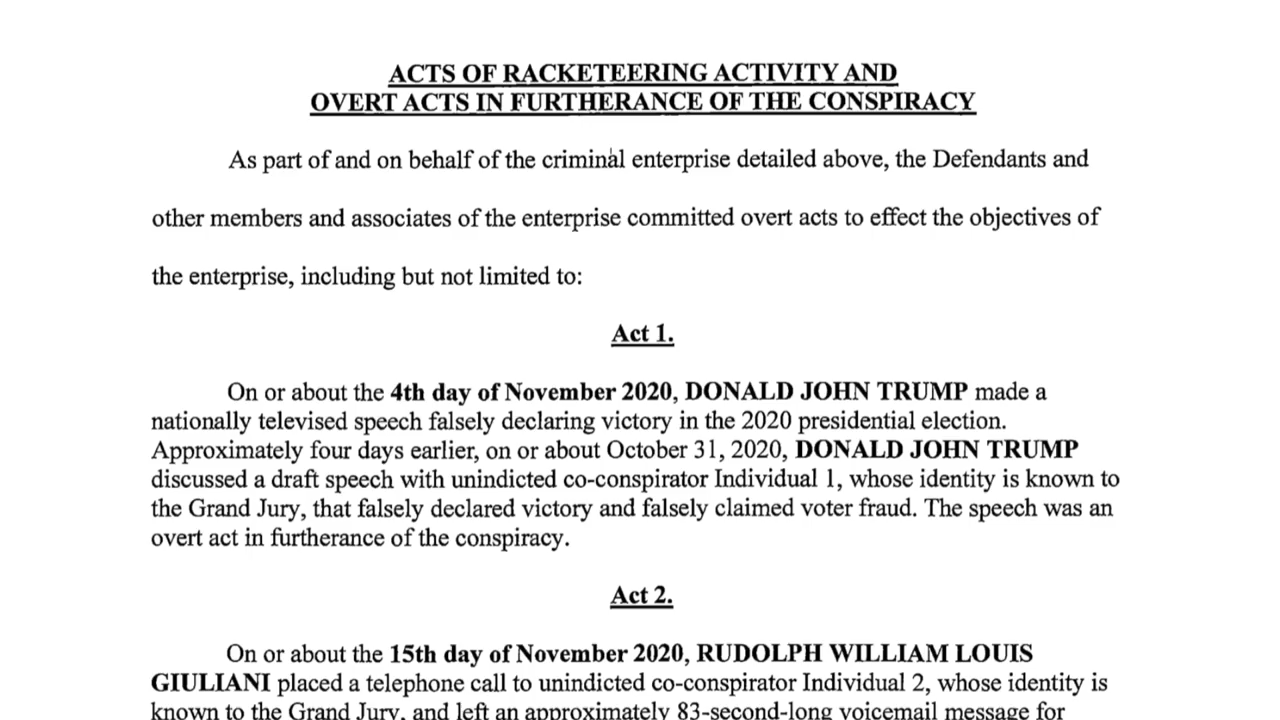 ACTS OF RACKETEERING ACTIVITY AND
OVERT ACTS IN FURTHERANCE OF THE CONSPIRACY
As part of and on behalf of the criminal enterprise detailed above, the Defendants and
other members and associates of the enterprise committed overt acts to effect the objectives of
the enterprise, including but not limited to:
Act 1.
On or about the 4th day of November 2020, DONALD JOHN TRUMP made a
nationally televised speech falsely declaring victory in the 2020 presidential election.
Approximately four days earlier, on or about October 31, 2020, DONALD JOHN TRUMP
discussed a draft speech with unindicted co-conspirator Individual 1, whose identity is known to
the Grand Jury, that falsely declared victory and falsely claimed voter fraud. The speech was an
overt act in furtherance of the conspiracy.
Act 2.
On or about the 15th day of November 2020, RUDOLPH WILLIAM LOUIS
GIULIANI placed a telephone call to unindicted co-conspirator Individual 2, whose identity is
known to the Grand Jury, and left an approximately 83-second-long voicemail message for